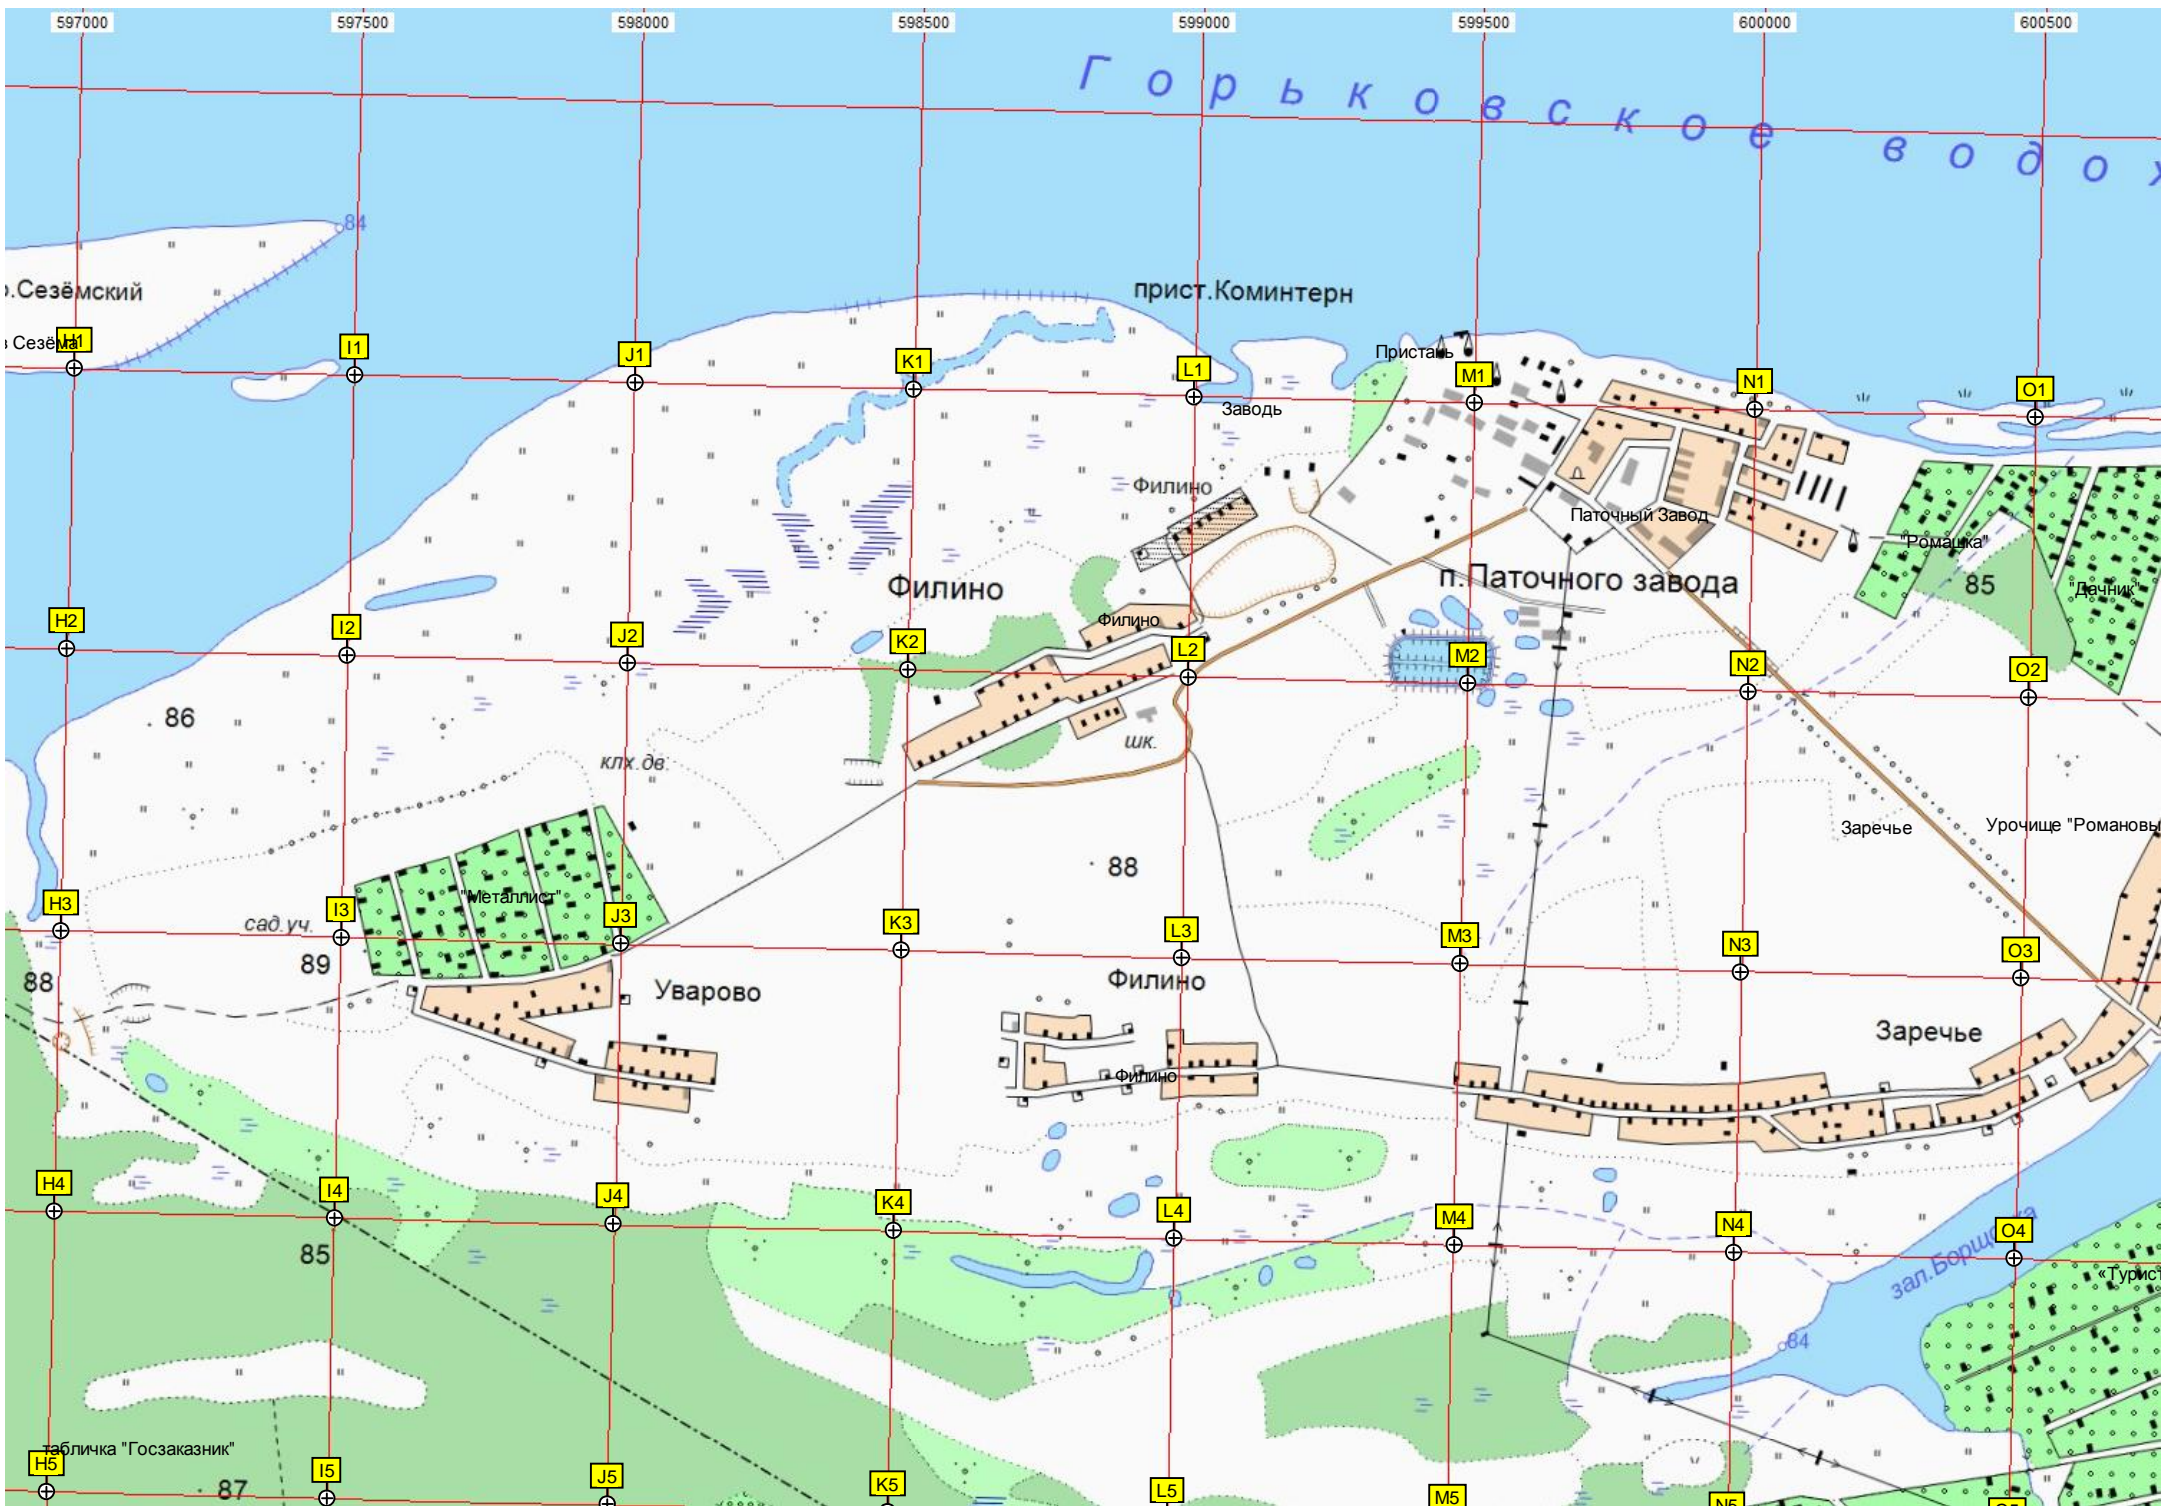 597000 597500 598000 598500 599000 599500 600000 600500
Горьковское водох
84
.Сезёмский
прист.Коминтерн
в Сезёма
H1 I1 J1 K1 L1 M1 N1 O1
Пристань
Заводь
Филино
Паточный Завод
"Ромашка"
Филино
п.Паточного завода
85
"Дачник"
Филино
H2 I2 J2 K2 L2 M2 N2 O2
86
шк.
клх.дв.
Заречье
Урочище "Романовы
88
"Металлист"
H3 I3 J3 K3 L3 M3 N3 O3
сад.уч.
89
88
Уварово
Филино
Заречье
Филино
H4 I4 J4 K4 L4 M4 N4 O4
85
зал.Борщовка
«Турист
84
табличка "Госзаказник"
H5 I5 J5 K5 L5 M5 N5
87